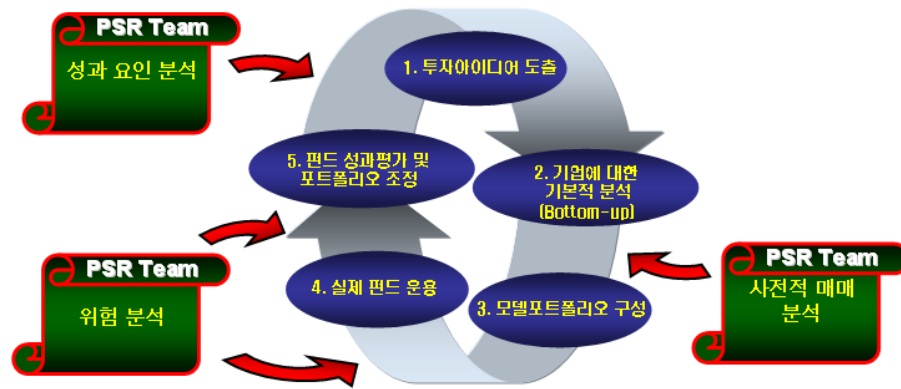 PSR Team
성과 요인 분석
1. 투자아이디어 도출
2. 기업에 대한
기본적 분석
(Bottom-up)
3. 모델포트폴리오 구성
4. 실제 펀드 운용
5. 펀드 성과평가 및
포트폴리오 조정
PSR Team
위험 분석
PSR Team
사전적 매매
분석